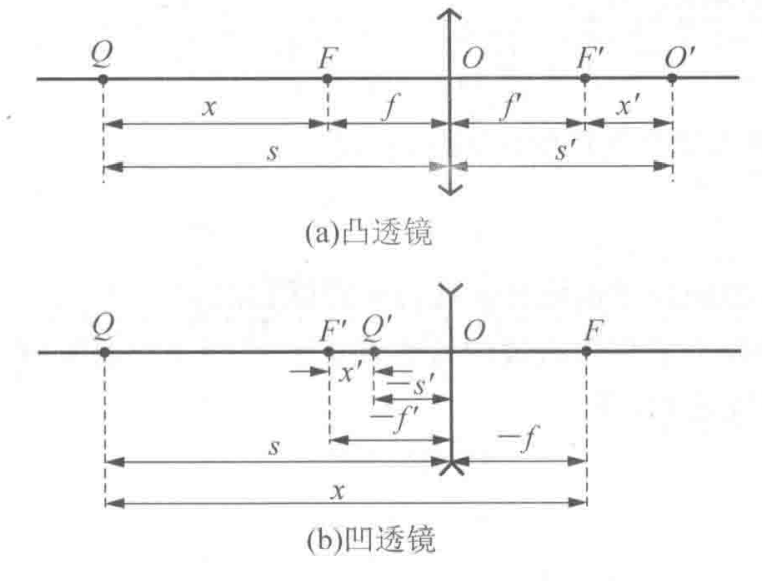 Q F O F′ O′
x f f′ x′
s s′
(a)凸透镜
Q F′ Q′ O F
x′
−s′
−f′
s −f
x
(b)凹透镜